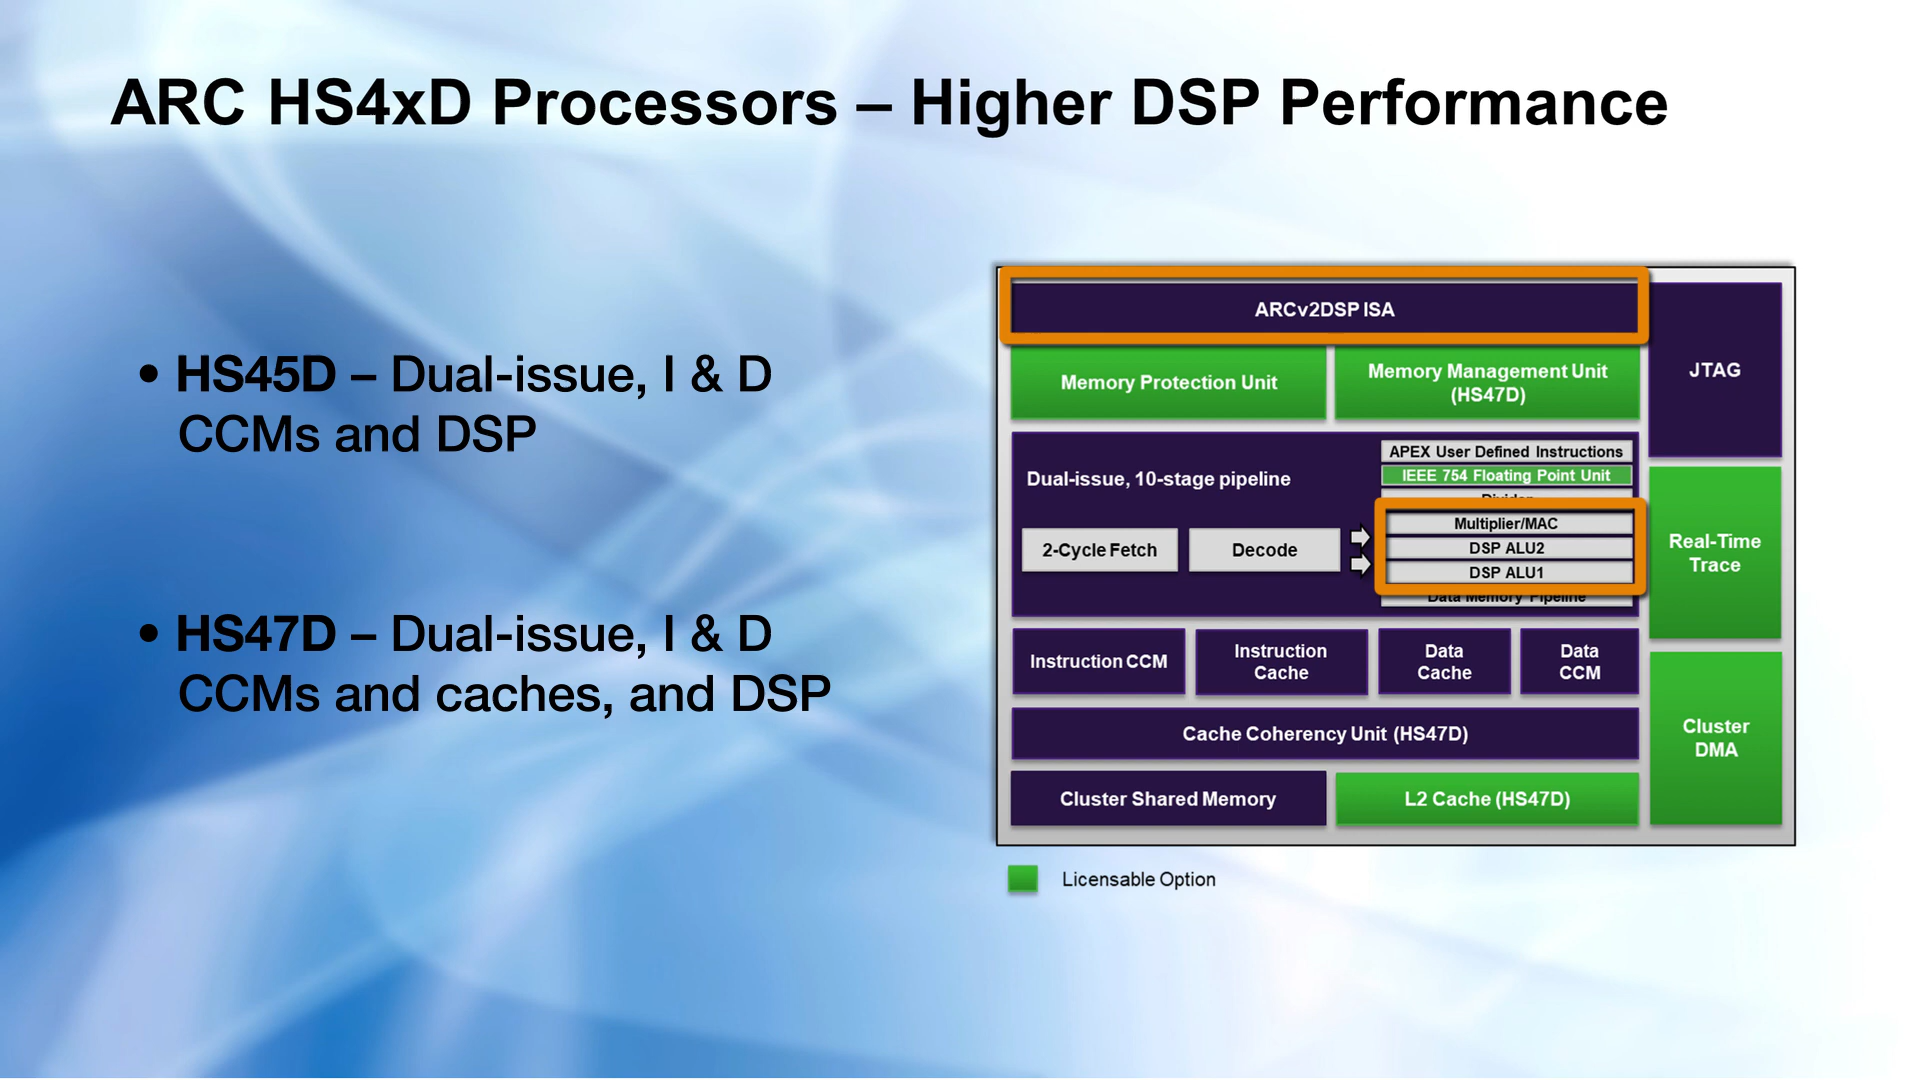 ARC HS4xD Processors – Higher DSP Performance
• HS45D – Dual-issue, I & D
CCMs and DSP
• HS47D – Dual-issue, I & D
CCMs and caches, and DSP
ARCv2DSP ISA
Memory Protection Unit
Memory Management Unit
(HS47D)
JTAG
Dual-issue, 10-stage pipeline
APEX User Defined Instructions
IEEE 754 Floating Point Unit
Divider
2-Cycle Fetch
Decode
Multiplier/MAC
DSP ALU2
DSP ALU1
Data Memory Pipeline
Real-Time
Trace
Instruction CCM
Instruction
Cache
Data
Cache
Data
CCM
Cache Coherency Unit (HS47D)
Cluster
DMA
Cluster Shared Memory
L2 Cache (HS47D)
Licensable Option